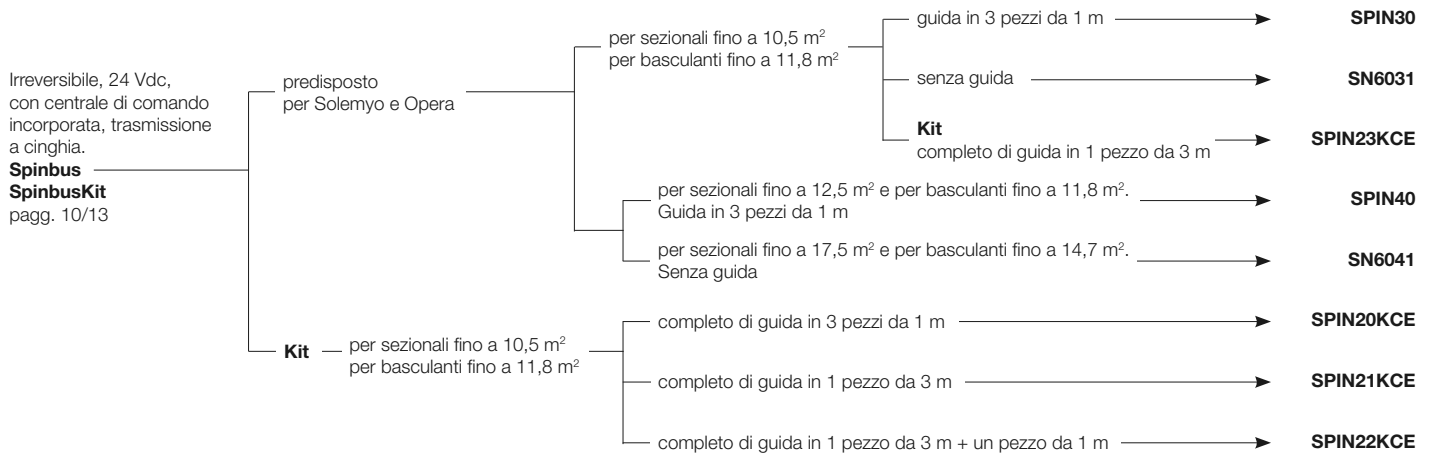 Irreversibile, 24 Vdc,
con centrale di comando
incorporata, trasmissione
a cinghia.
Spinbus
SpinbusKit
pagg. 10/13
predisposto
per Solemyo e Opera
per sezionali fino a 10,5 m²
per basculanti fino a 11,8 m²
guida in 3 pezzi da 1 m
SPIN30
senza guida
SN6031
Kit
completo di guida in 1 pezzo da 3 m
SPIN23KCE
per sezionali fino a 12,5 m² e per basculanti fino a 11,8 m².
Guida in 3 pezzi da 1 m
SPIN40
per sezionali fino a 17,5 m² e per basculanti fino a 14,7 m².
Senza guida
SN6041
Kit
per sezionali fino a 10,5 m²
per basculanti fino a 11,8 m²
completo di guida in 3 pezzi da 1 m
SPIN20KCE
completo di guida in 1 pezzo da 3 m
SPIN21KCE
completo di guida in 1 pezzo da 3 m + un pezzo da 1 m
SPIN22KCE